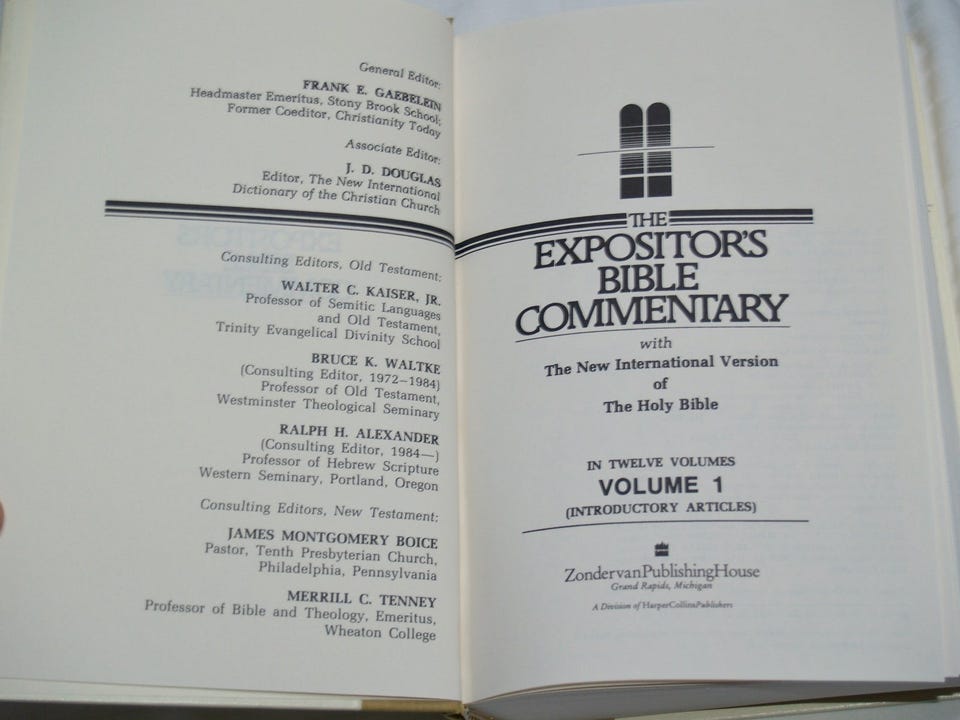 General Editor:
FRANK E. GAEBELEIN
Headmaster Emeritus, Stony Brook School;
Former Coeditor, Christianity Today
Associate Editor:
J. D. DOUGLAS
Editor, The New International
Dictionary of the Christian Church
Consulting Editors, Old Testament:
WALTER C. KAISER, JR.
Professor of Semitic Languages
and Old Testament,
Trinity Evangelical Divinity School
BRUCE K. WALTKE
(Consulting Editor, 1972–1984)
Professor of Old Testament,
Westminster Theological Seminary
RALPH H. ALEXANDER
(Consulting Editor, 1984—)
Professor of Hebrew Scripture
Western Seminary, Portland, Oregon
Consulting Editors, New Testament:
JAMES MONTGOMERY BOICE
Pastor, Tenth Presbyterian Church,
Philadelphia, Pennsylvania
MERRILL C. TENNEY
Professor of Bible and Theology, Emeritus,
Wheaton College
THE
EXPOSITOR'S
BIBLE
COMMENTARY
with
The New International Version
of
The Holy Bible
IN TWELVE VOLUMES
VOLUME 1
(INTRODUCTORY ARTICLES)
ZondervanPublishingHouse
Grand Rapids, Michigan
A Division of HarperCollinsPublishers